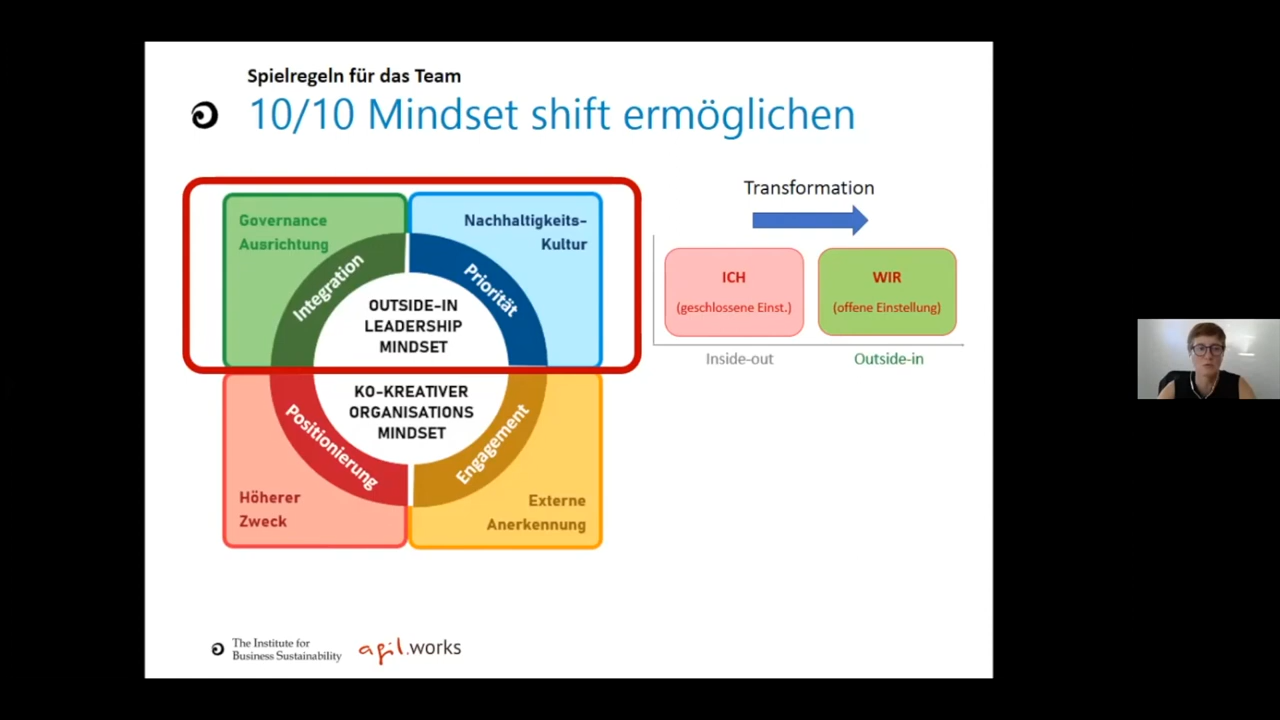 Spielregeln für das Team
10/10 Mindset shift ermöglichen
Governance
Ausrichtung
Nachhaltigkeits-
Kultur
Integration
Priorität
OUTSIDE-IN
LEADERSHIP
MINDSET
KO-KREATIVER
ORGANISATIONS
MINDSET
Positionierung
Engagement
Höherer
Zweck
Externe
Anerkennung
Transformation
ICH
(geschlossene Einst.)
WIR
(offene Einstellung)
Inside-out
Outside-in
The Institute for
Business Sustainability
agil.works